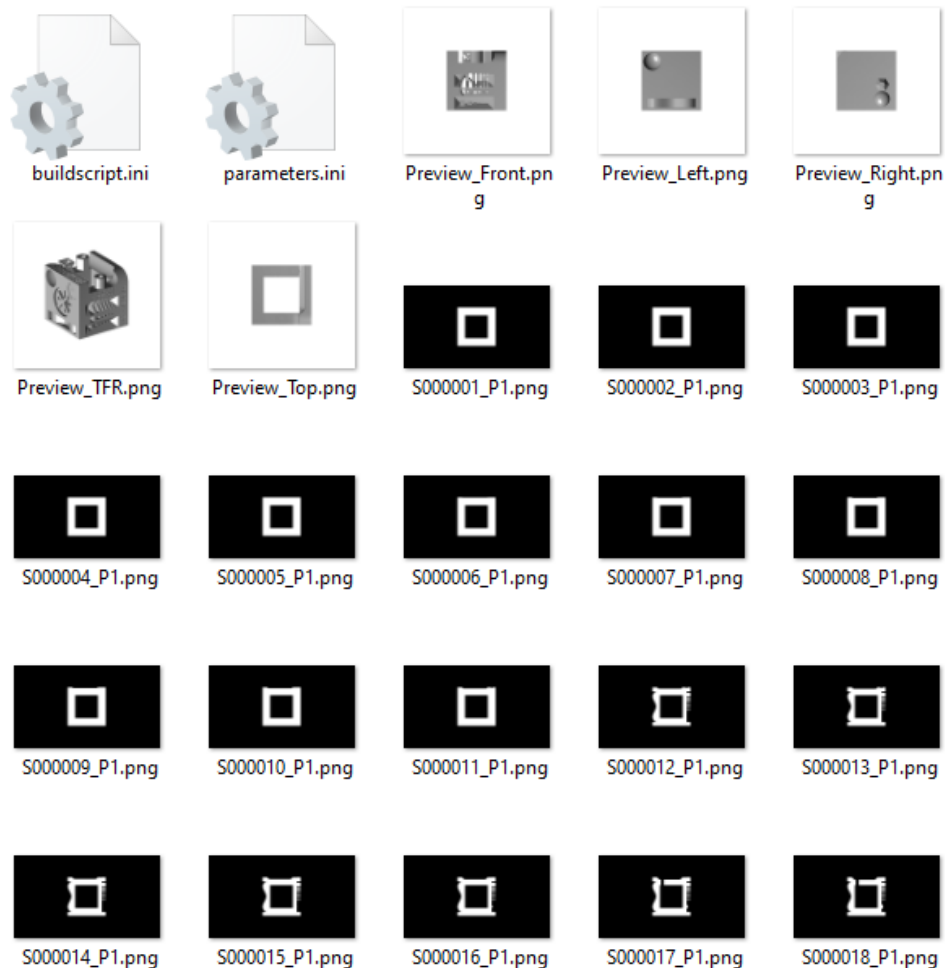 buildscript.ini
parameters.ini
Preview_Front.pn
g
Preview_Left.png
Preview_Right.pn
g
Preview_TFR.png
Preview_Top.png
S000001_P1.png
S000002_P1.png
S000003_P1.png
S000004_P1.png
S000005_P1.png
S000006_P1.png
S000007_P1.png
S000008_P1.png
S000009_P1.png
S000010_P1.png
S000011_P1.png
S000012_P1.png
S000013_P1.png
S000014_P1.png
S000015_P1.png
S000016_P1.png
S000017_P1.png
S000018_P1.png